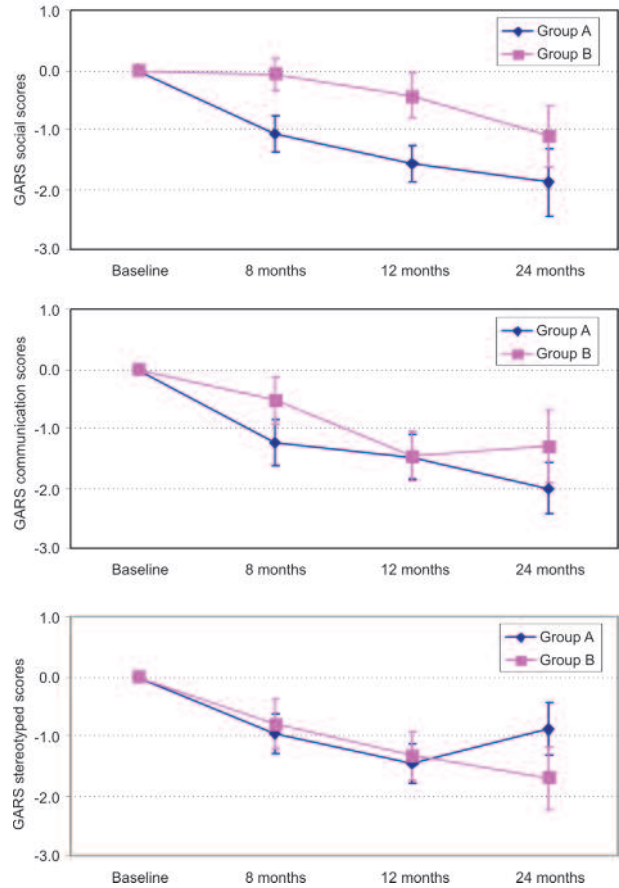 Group A
Group B
0.0
-1.0
-2.0
-3.0
GARS social scores
Baseline 8 months 12 months 24 months
1.0
0.0
-1.0
-2.0
-3.0
GARS communication scores
Group A
Group B
Baseline 8 months 12 months 24 months
1.0
0.0
-1.0
-2.0
-3.0
GARS stereotyped scores
Group A
Group B
Baseline 8 months 12 months 24 months